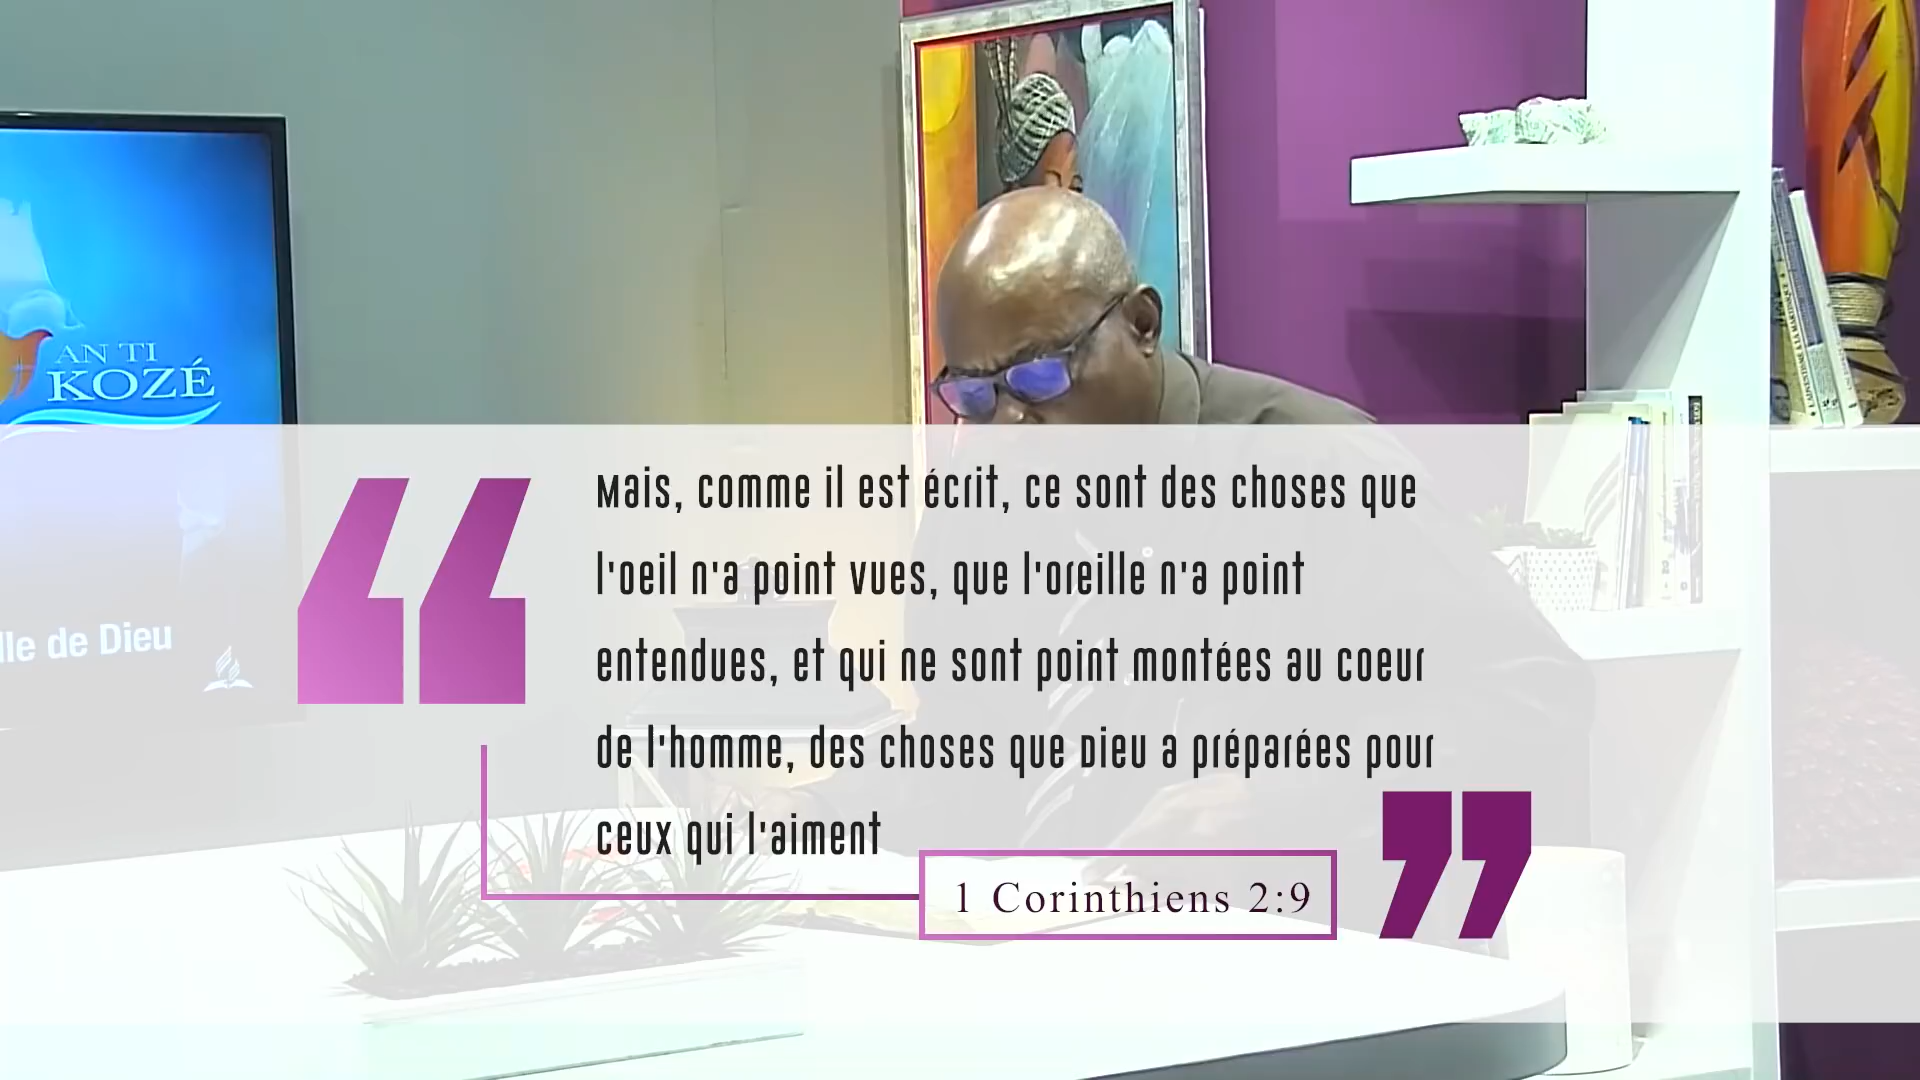 AN TI
KOZÉ
lle de Dieu
Mais, comme il est écrit, ce sont des choses que
l'oeil n'a point vues, que l'oreille n'a point
entendues, et qui ne sont point montées au coeur
de l'homme, des choses que Dieu a préparées pour
ceux qui l'aiment
1 Corinthiens 2:9